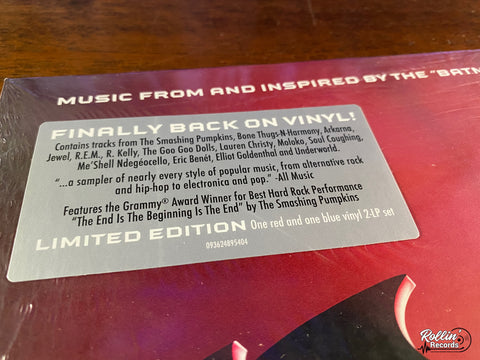 MUSIC FROM AND INSPIRED BY THE "BATM
FINALLY BACK ON VINYL!
Contains tracks from The Smashing Pumpkins, Bone Thugs-N-Harmony, Arkarna,
Jewel, R.E.M., R. Kelly, The Goo Goo Dolls, Lauren Christy, Moloko, Soul Coughing,
Me'Shell Ndegéocello, Eric Benét, Elliot Goldenthal and Underworld.
"...a sampler of nearly every style of popular music, from alternative rock
and hip-hop to electronica and pop." -All Music
Features the Grammy® Award Winner for Best Hard Rock Performance
"The End Is The Beginning Is The End" by The Smashing Pumpkins
LIMITED EDITION One red and one blue vinyl 2-LP set
093624895404
Rollin'
Records